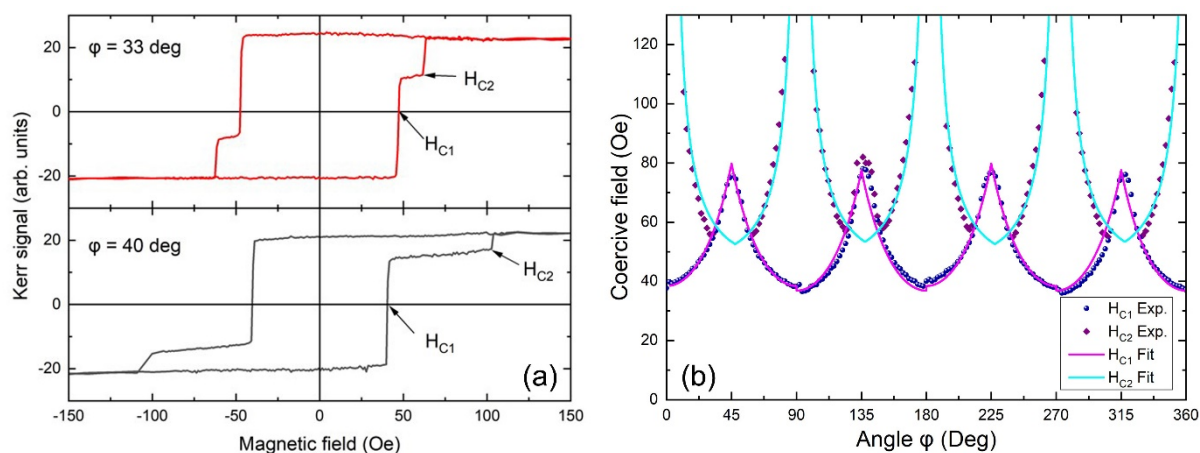 φ = 33 deg
H_C2
H_C1
φ = 40 deg
H_C2
H_C1
(a)
Kerr signal (arb. units)
20
0
-20
20
0
-20
-150 -100 -50 0 50 100 150
Magnetic field (Oe)
Coercive field (Oe)
120
100
80
60
40
20
0
H_C1 Exp.
H_C2 Exp.
H_C1 Fit
H_C2 Fit
(b)
0 45 90 135 180 225 270 315 360
Angle φ (Deg)